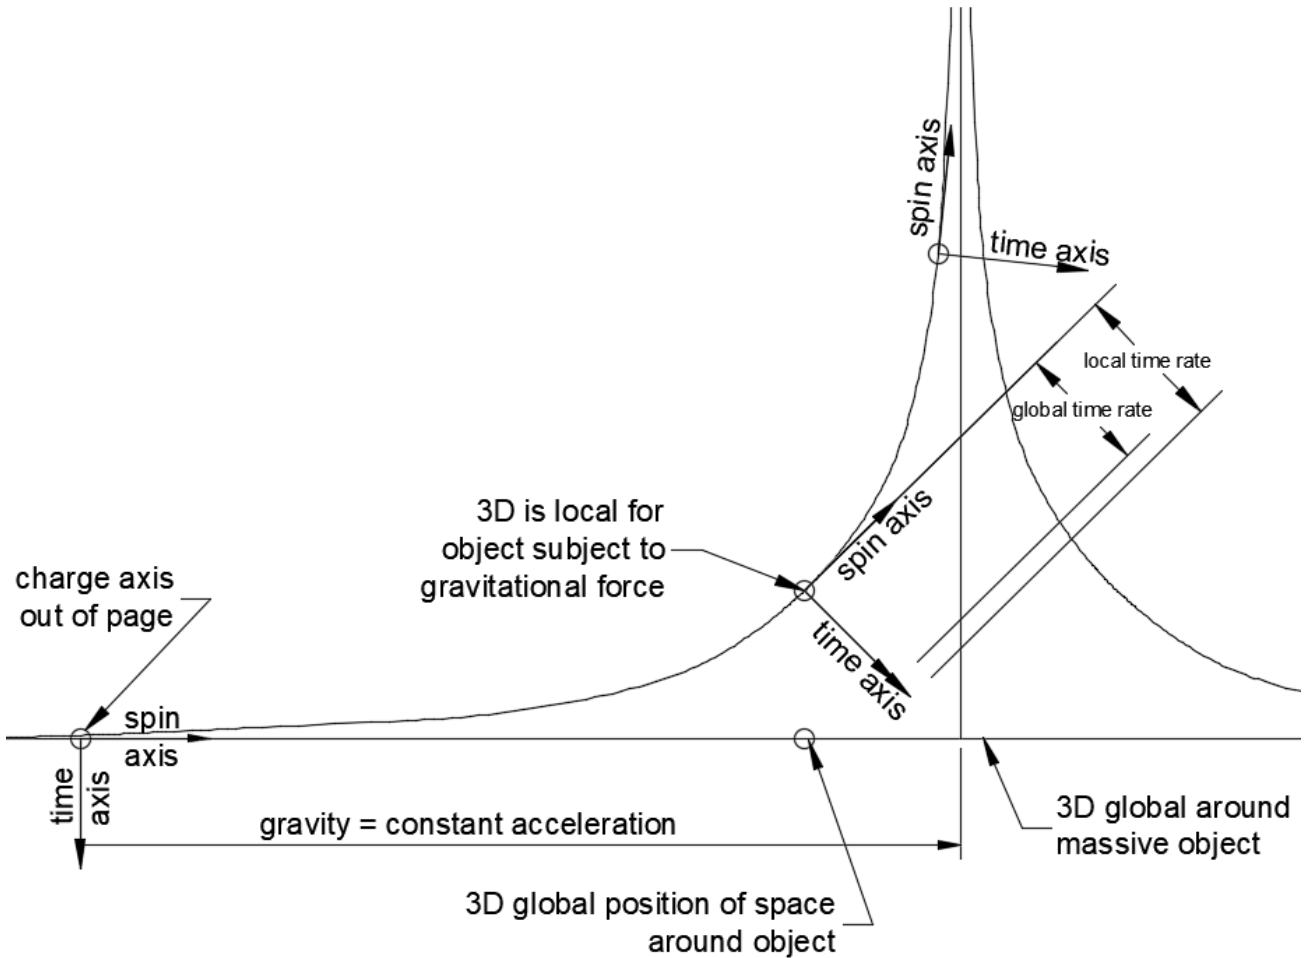 spin axis
time axis
local time rate
global time rate
3D is local for
object subject to
gravitational force
spin axis
time axis
charge axis
out of page
spin
axis
time
axis
gravity = constant acceleration
3D global around
massive object
3D global position of space
around object